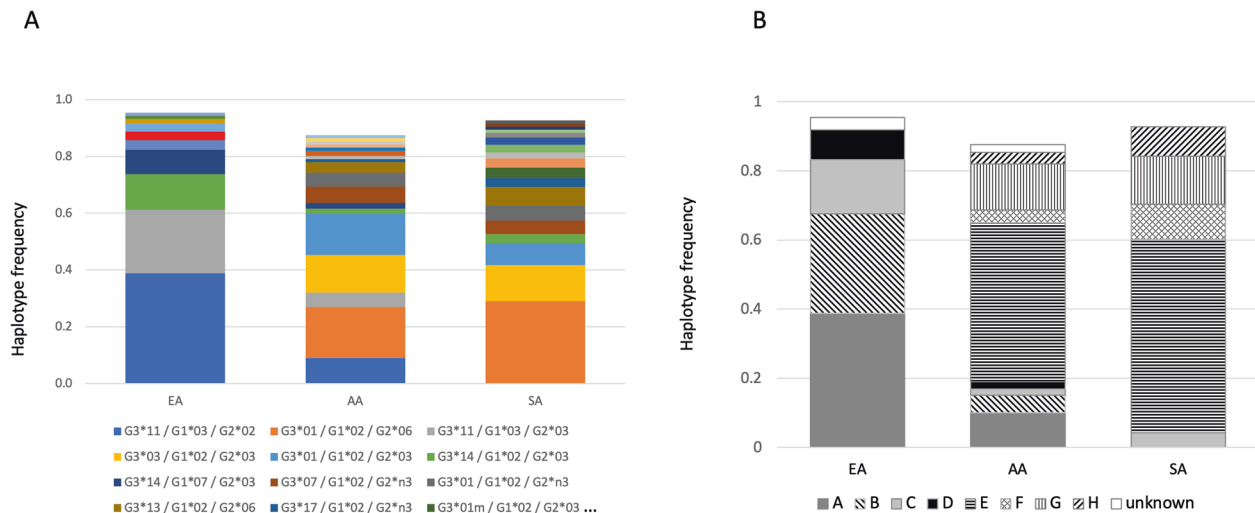 A
Haplotype frequency
1.0
0.8
0.6
0.4
0.2
0.0
EA AA SA
G3*11 / G1*03 / G2*02 G3*01 / G1*02 / G2*06 G3*11 / G1*03 / G2*03
G3*03 / G1*02 / G2*03 G3*01 / G1*02 / G2*03 G3*14 / G1*02 / G2*03
G3*14 / G1*07 / G2*03 G3*07 / G1*02 / G2*n3 G3*01 / G1*02 / G2*n3
G3*13 / G1*02 / G2*06 G3*17 / G1*02 / G2*n3 G3*01m / G1*02 / G2*03 ...
B
Haplotype frequency
1
0.8
0.6
0.4
0.2
0
EA AA SA
A B C D E F G H unknown